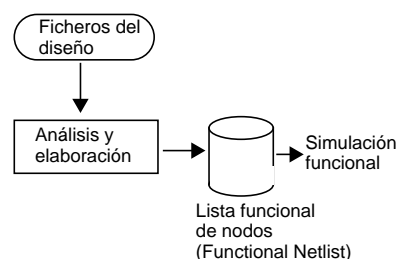 Ficheros del
diseño
Análisis y
elaboración
Simulación
funcional
Lista funcional
de nodos
(Functional Netlist)